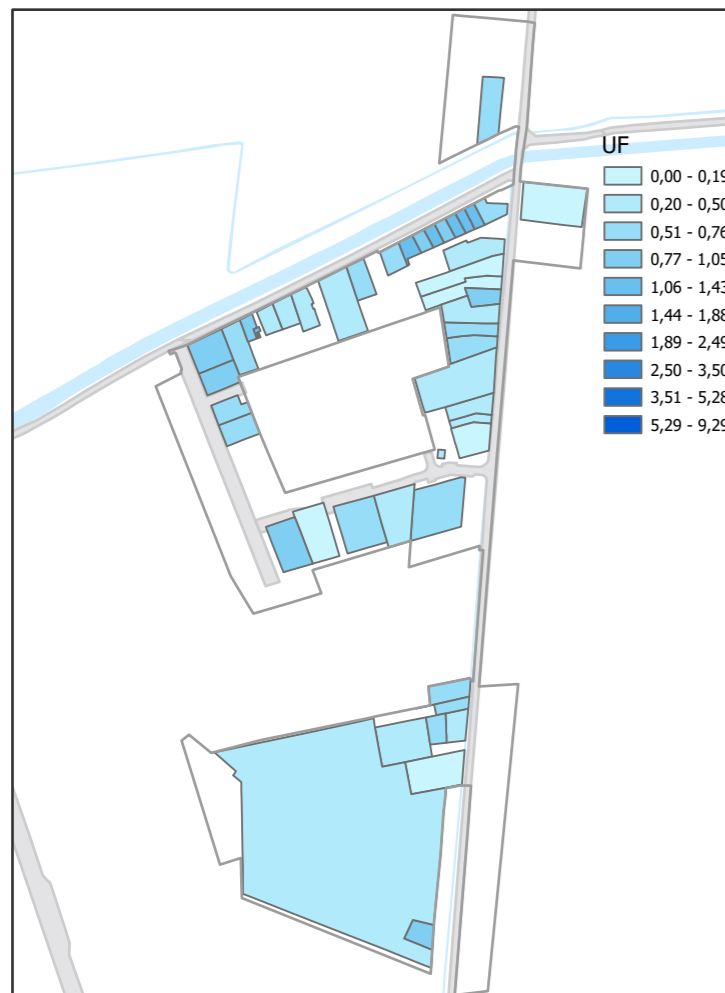 UF
0,00 - 0,19
0,20 - 0,50
0,51 - 0,76
0,77 - 1,05
1,06 - 1,43
1,44 - 1,88
1,89 - 2,49
2,50 - 3,50
3,51 - 5,28
5,29 - 9,29